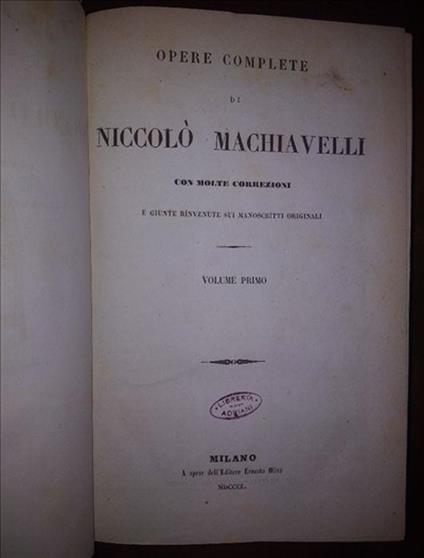 OPERE COMPLETE
DI
NICCOLÒ MACHIAVELLI
CON MOLTE CORREZIONI
E GIUNTE RINVENUTE SUI MANOSCRITTI ORIGINALI
VOLUME PRIMO
LIBRERIA
ADRIANI
MILANO
A spese dell'Editore Ernesto Oliva
MDCCCL.